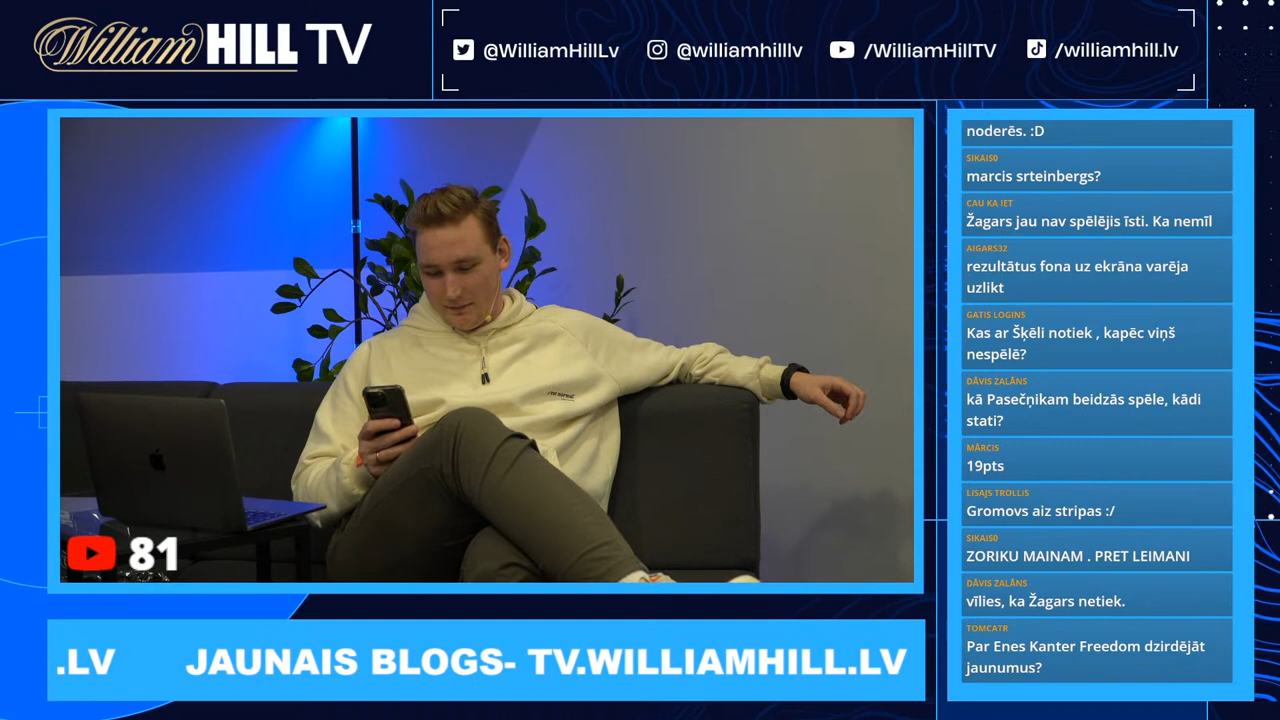 William HILL TV
@WilliamHillLv
@williamhilllv
/WilliamHillTV
/williamhill.lv
81
.LV JAUNAIS BLOGS- TV.WILLIAMHILL.LV
noderēs. :D
SIKAIS0
marcis srteinbergs?
CAU KA IET
Žagars jau nav spēlējis īsti. Ka nemīl
AIGARS32
rezultātus fona uz ekrāna varēja
uzlikt
GATIS LOGINS
Kas ar Šķēli notiek , kapēc viņš
nespēlē?
DĀVIS ZALĀNS
kā Pasečņikam beidzās spēle, kādi
stati?
MĀRCIS
19pts
LISAJS TROLLIS
Gromovs aiz stripas :/
SIKAIS0
ZORIKU MAINAM . PRET LEIMANI
DĀVIS ZALĀNS
vīlies, ka Žagars netiek.
TOMCATR
Par Enes Kanter Freedom dzirdējāt
jaunumus?